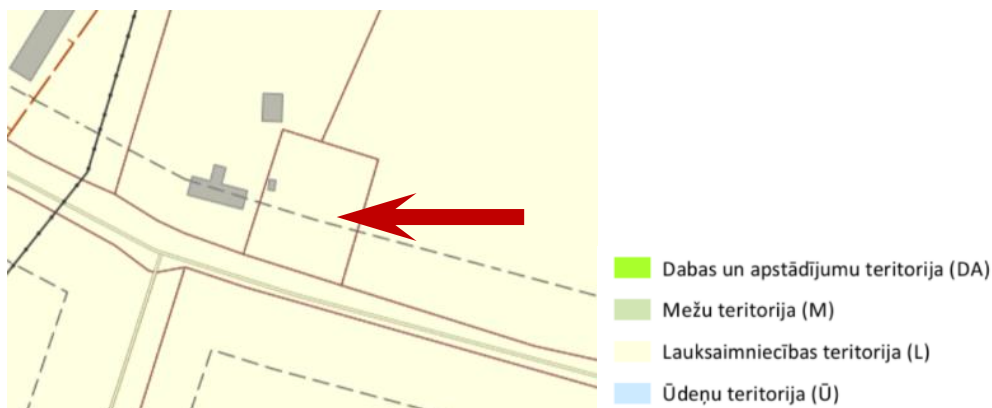 Dabas un apstādījumu teritorija (DA)
Mežu teritorija (M)
Lauksaimniecības teritorija (L)
Ūdeņu teritorija (Ū)